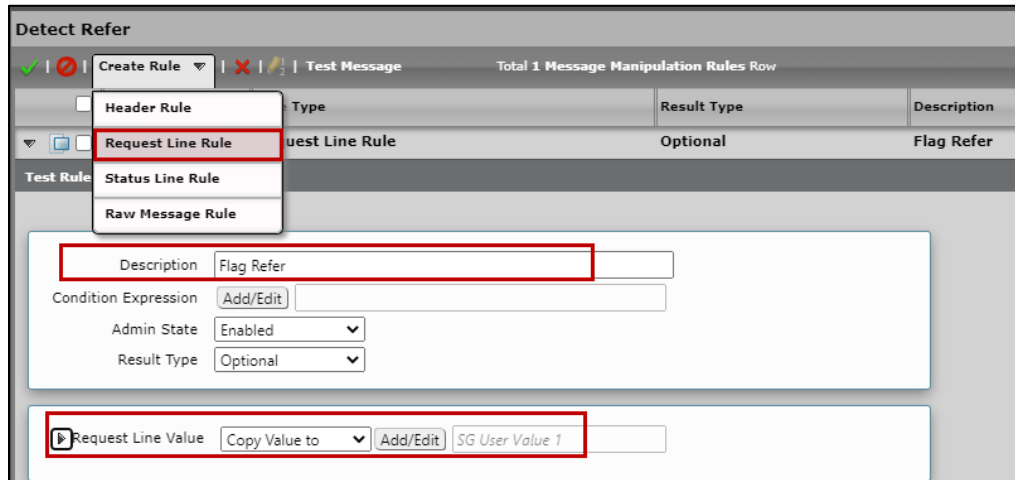 Detect Refer
Create Rule Test Message Total 1 Message Manipulation Rules Row
Type Result Type Description
Header Rule
Request Line Rule
uest Line Rule Optional Flag Refer
Test Rule
Status Line Rule
Raw Message Rule
Description Flag Refer
Condition Expression Add/Edit
Admin State Enabled
Result Type Optional
Request Line Value Copy Value to Add/Edit SG User Value 1